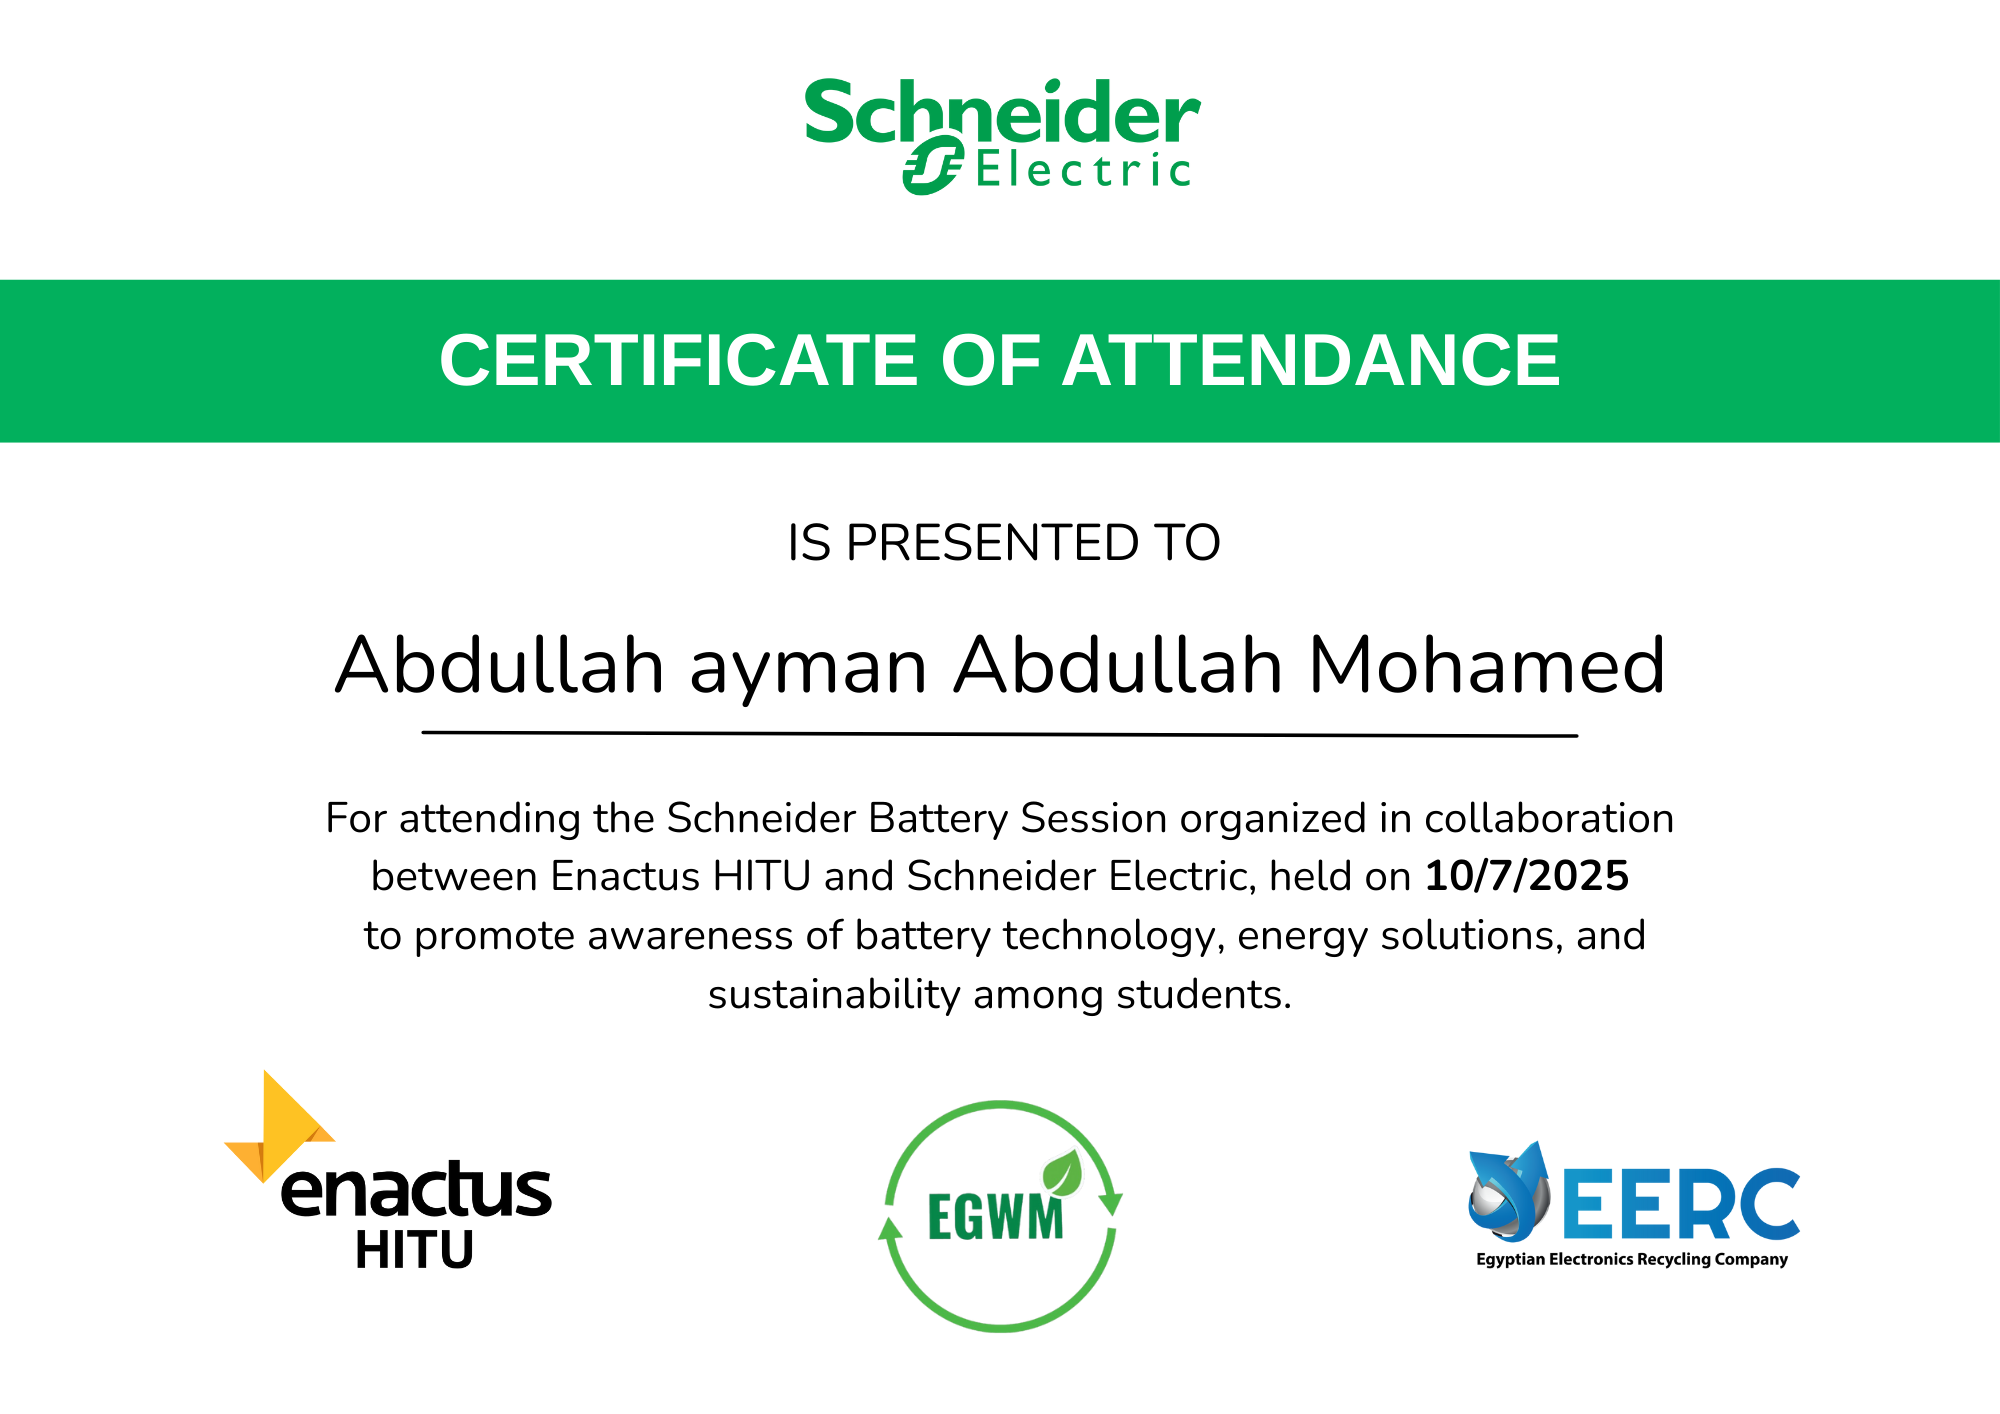 Schneider
Electric
CERTIFICATE OF ATTENDANCE
IS PRESENTED TO
Abdullah ayman Abdullah Mohamed
For attending the Schneider Battery Session organized in collaboration
between Enactus HITU and Schneider Electric, held on 10/7/2025
to promote awareness of battery technology, energy solutions, and
sustainability among students.
enactus
HITU
EGWM
EERC
Egyptian Electronics Recycling Company